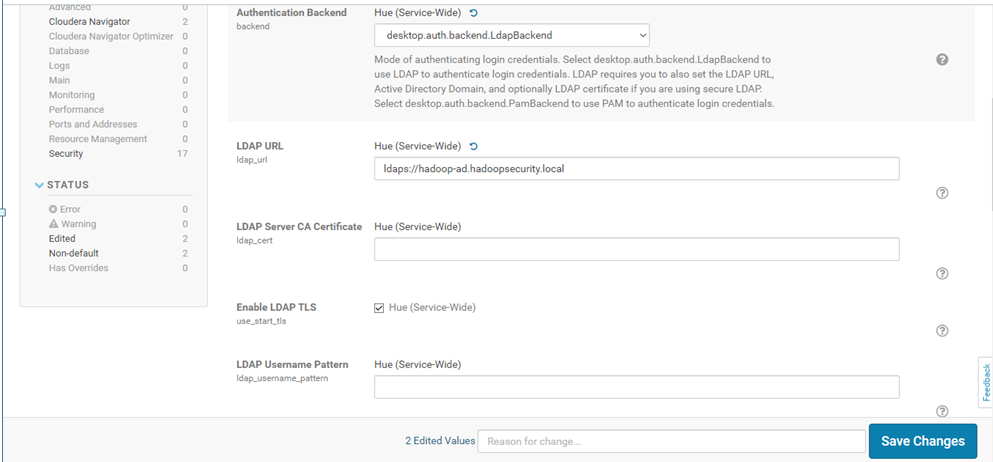 Advanced 0
Cloudera Navigator 2
Cloudera Navigator Optimizer 0
Database 0
Logs 0
Main 0
Monitoring 0
Performance 0
Ports and Addresses 0
Resource Management 0
Security 17
STATUS
Error 0
Warning 0
Edited 2
Non-default 2
Has Overrides 0
Authentication Backend
backend
Hue (Service-Wide)
desktop.auth.backend.LdapBackend
Mode of authenticating login credentials. Select desktop.auth.backend.LdapBackend to
use LDAP to authenticate login credentials. LDAP requires you to also set the LDAP URL,
Active Directory Domain, and optionally LDAP certificate if you are using secure LDAP.
Select desktop.auth.backend.PamBackend to use PAM to authenticate login credentials.
?
LDAP URL
ldap_url
Hue (Service-Wide)
ldaps://hadoop-ad.hadoopsecurity.local
?
LDAP Server CA Certificate
ldap_cert
Hue (Service-Wide)
?
Enable LDAP TLS
use_start_tls
Hue (Service-Wide)
?
LDAP Username Pattern
ldap_username_pattern
Hue (Service-Wide)
?
Feedback
2 Edited Values
Reason for change...
Save Changes